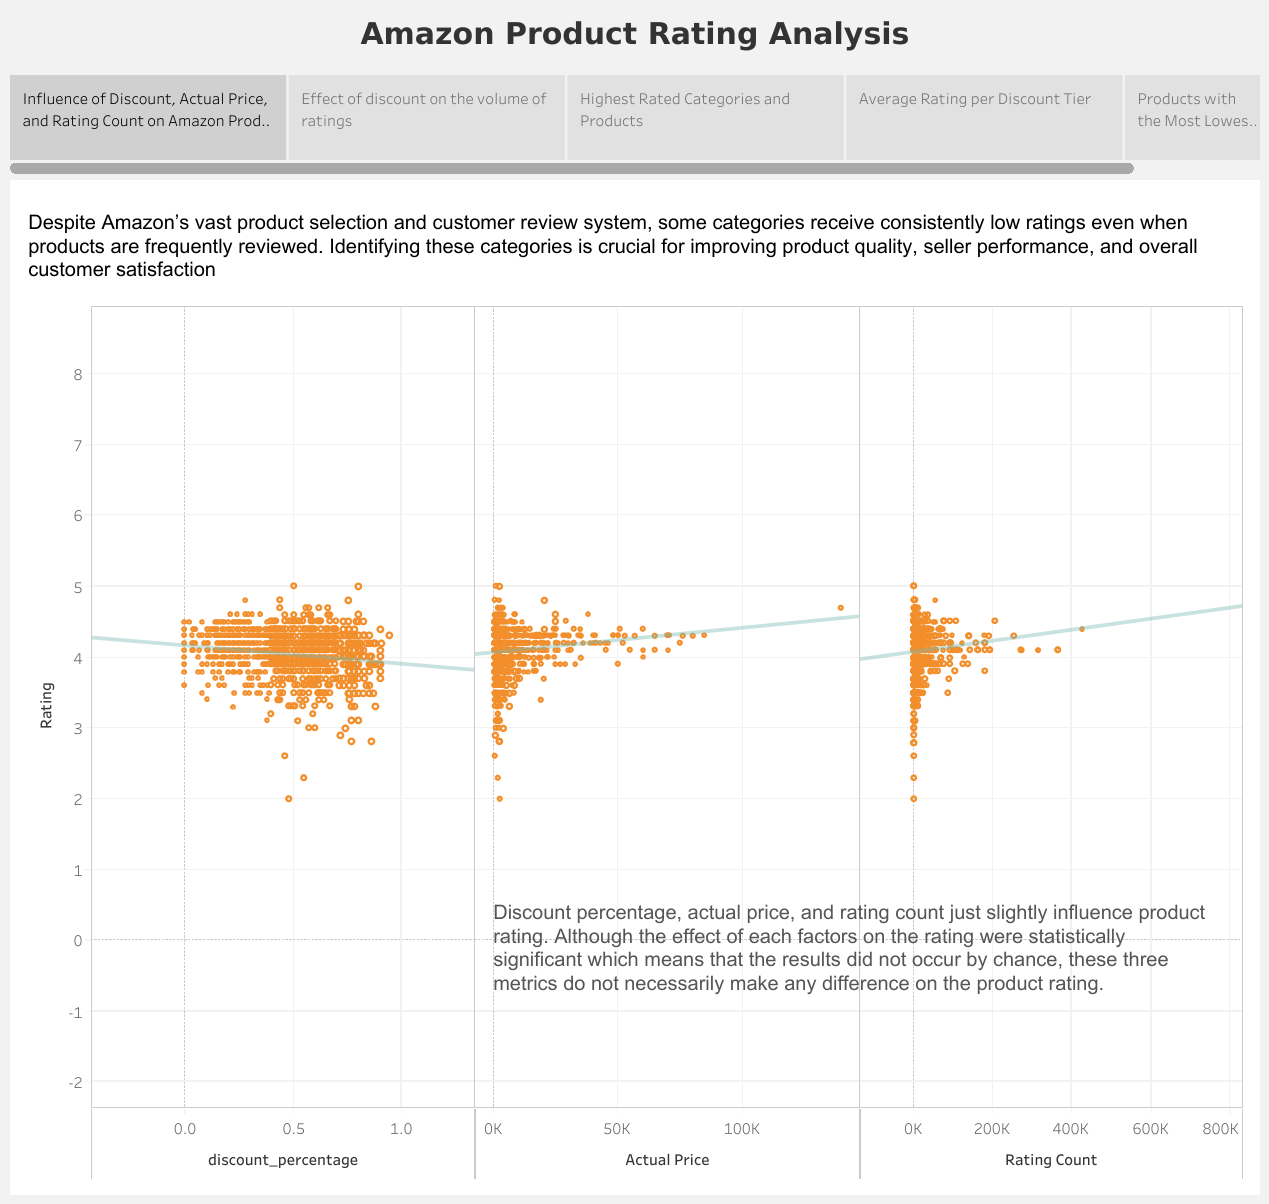 Amazon Product Rating Analysis
Influence of Discount, Actual Price,
and Rating Count on Amazon Prod..
Effect of discount on the volume of
ratings
Highest Rated Categories and
Products
Average Rating per Discount Tier
Products with
the Most Lowes..
Despite Amazon’s vast product selection and customer review system, some categories receive consistently low ratings even when
products are frequently reviewed. Identifying these categories is crucial for improving product quality, seller performance, and overall
customer satisfaction
8
7
6
5
4
3
2
1
0
-1
-2
Rating
Discount percentage, actual price, and rating count just slightly influence product
rating. Although the effect of each factors on the rating were statistically
significant which means that the results did not occur by chance, these three
metrics do not necessarily make any difference on the product rating.
0.0 0.5 1.0
0K 50K 100K
0K 200K 400K 600K 800K
discount_percentage
Actual Price
Rating Count